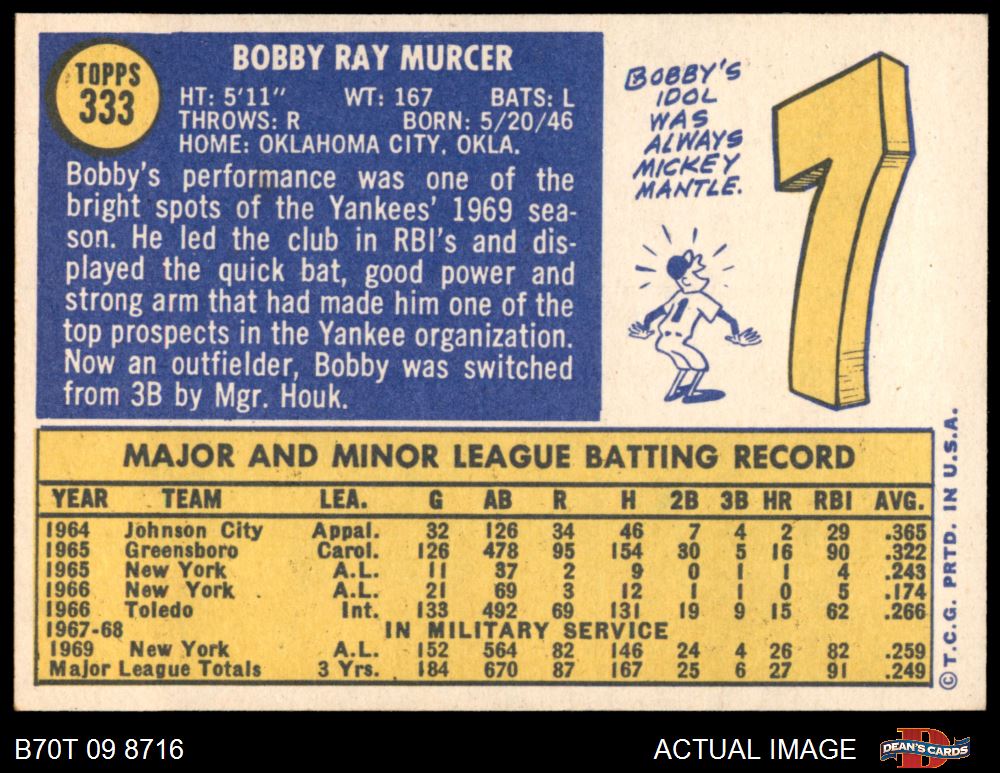 TOPPS
333
BOBBY RAY MURCER
HT: 5'11" WT: 167 BATS: L
THROWS: R BORN: 5/20/46
HOME: OKLAHOMA CITY, OKLA.
Bobby's performance was one of the
bright spots of the Yankees' 1969 sea-
son. He led the club in RBI's and dis-
played the quick bat, good power and
strong arm that had made him one of the
top prospects in the Yankee organization.
Now an outfielder, Bobby was switched
from 3B by Mgr. Houk.
BOBBY'S
IDOL
WAS
ALWAYS
MICKEY
MANTLE.
7
MAJOR AND MINOR LEAGUE BATTING RECORD
YEAR TEAM LEA. G AB R H 2B 3B HR RBI AVG.
1964 Johnson City Appal. 32 126 34 46 7 4 2 29 .365
1965 Greensboro Carol. 126 478 95 154 30 5 16 90 .322
1965 New York A.L. 11 37 2 9 0 1 1 4 .243
1966 New York A.L. 21 69 3 12 1 1 0 5 .174
1966 Toledo Int. 133 492 69 131 19 9 15 62 .266
1967-68 IN MILITARY SERVICE
1969 New York A.L. 152 564 82 146 24 4 26 82 .259
Major League Totals 3 Yrs. 184 670 87 167 25 6 27 91 .249
©T.C.G. PRTD. IN U.S.A.
B70T 09 8716 ACTUAL IMAGE
DEAN'S CARDS